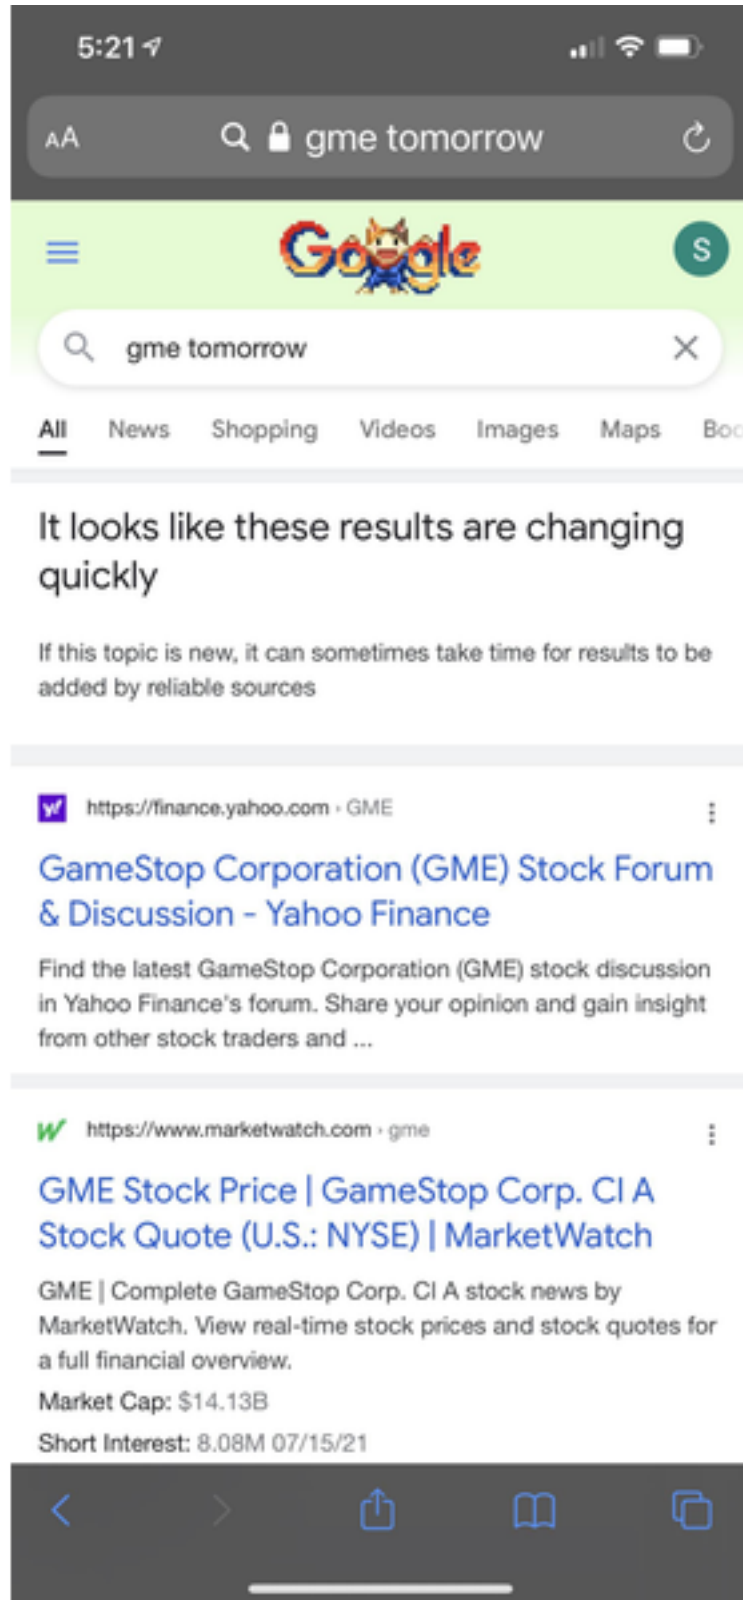 5:21
AA gme tomorrow
Google S
gme tomorrow
All News Shopping Videos Images Maps Boo
It looks like these results are changing
quickly
If this topic is new, it can sometimes take time for results to be
added by reliable sources
y! https://finance.yahoo.com › GME
GameStop Corporation (GME) Stock Forum
& Discussion - Yahoo Finance
Find the latest GameStop Corporation (GME) stock discussion
in Yahoo Finance's forum. Share your opinion and gain insight
from other stock traders and ...
W https://www.marketwatch.com › gme
GME Stock Price | GameStop Corp. Cl A
Stock Quote (U.S.: NYSE) | MarketWatch
GME | Complete GameStop Corp. Cl A stock news by
MarketWatch. View real-time stock prices and stock quotes for
a full financial overview.
Market Cap: $14.13B
Short Interest: 8.08M 07/15/21